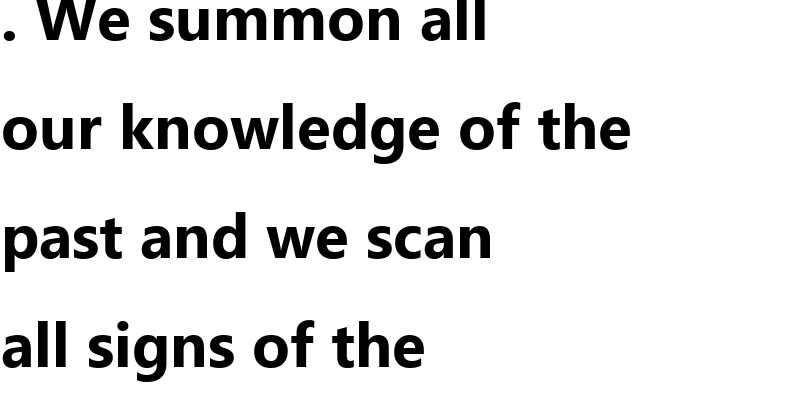 . We summon all
our knowledge of the
past and we scan
all signs of the